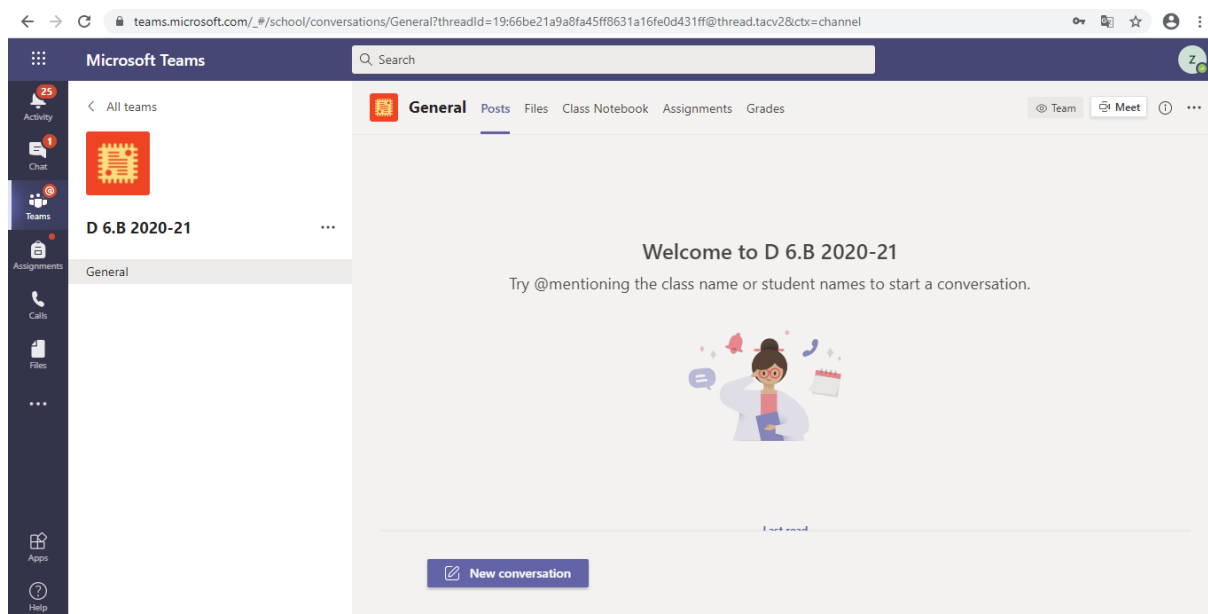 teams.microsoft.com/_#/school/conversations/General?threadId=19:66be21a9a8fa45ff8631a16fe0d431ff@thread.tacv2&ctx=channel
Microsoft Teams
Search
Z
25
Activity
1
Chat
@
Teams
Assignments
Calls
Files
Apps
Help
All teams
D 6.B 2020-21
General
General Posts Files Class Notebook Assignments Grades
Team Meet
Welcome to D 6.B 2020-21
Try @mentioning the class name or student names to start a conversation.
Last read
New conversation